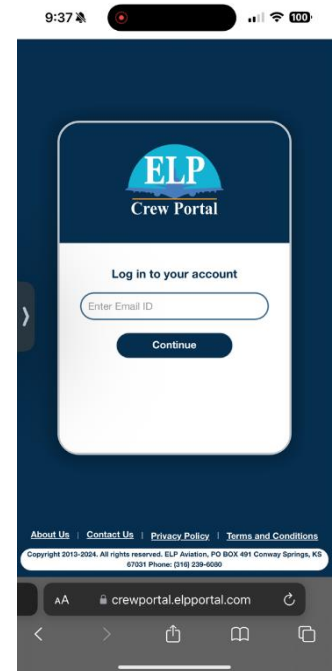 9:37
100
ELP
Crew Portal
Log in to your account
Enter Email ID
Continue
About Us | Contact Us | Privacy Policy | Terms and Conditions
Copyright 2013-2024. All rights reserved. ELP Aviation, PO BOX 491 Conway Springs, KS
67031 Phone: (316) 239-6080
AA crewportal.elpportal.com